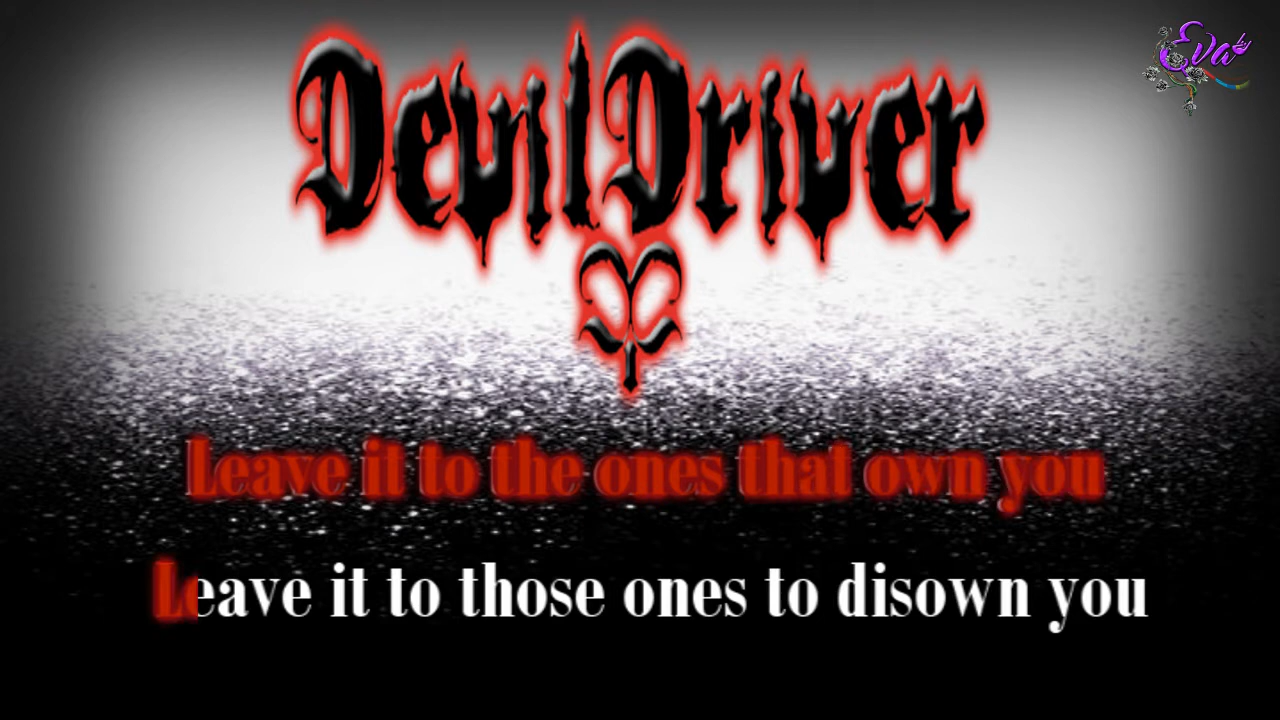 DevilDriver
Eva
Leave it to the ones that own you
Leave it to those ones to disown you